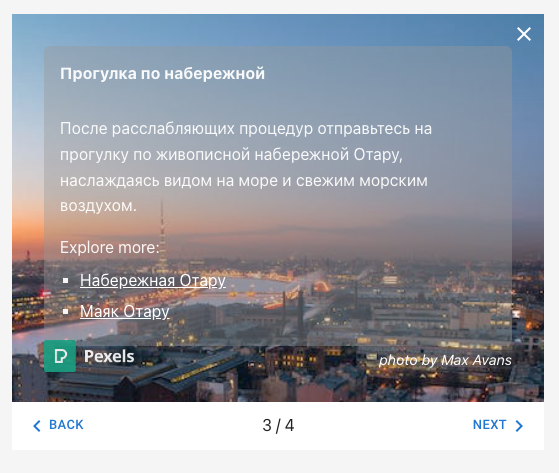 Прогулка по набережной
После расслабляющих процедур отправьтесь на
прогулку по живописной набережной Отару,
наслаждаясь видом на море и свежим морским
воздухом.
Explore more:
Набережная Отару
Маяк Отару
Pexels
photo by Max Avans
BACK
3 / 4
NEXT